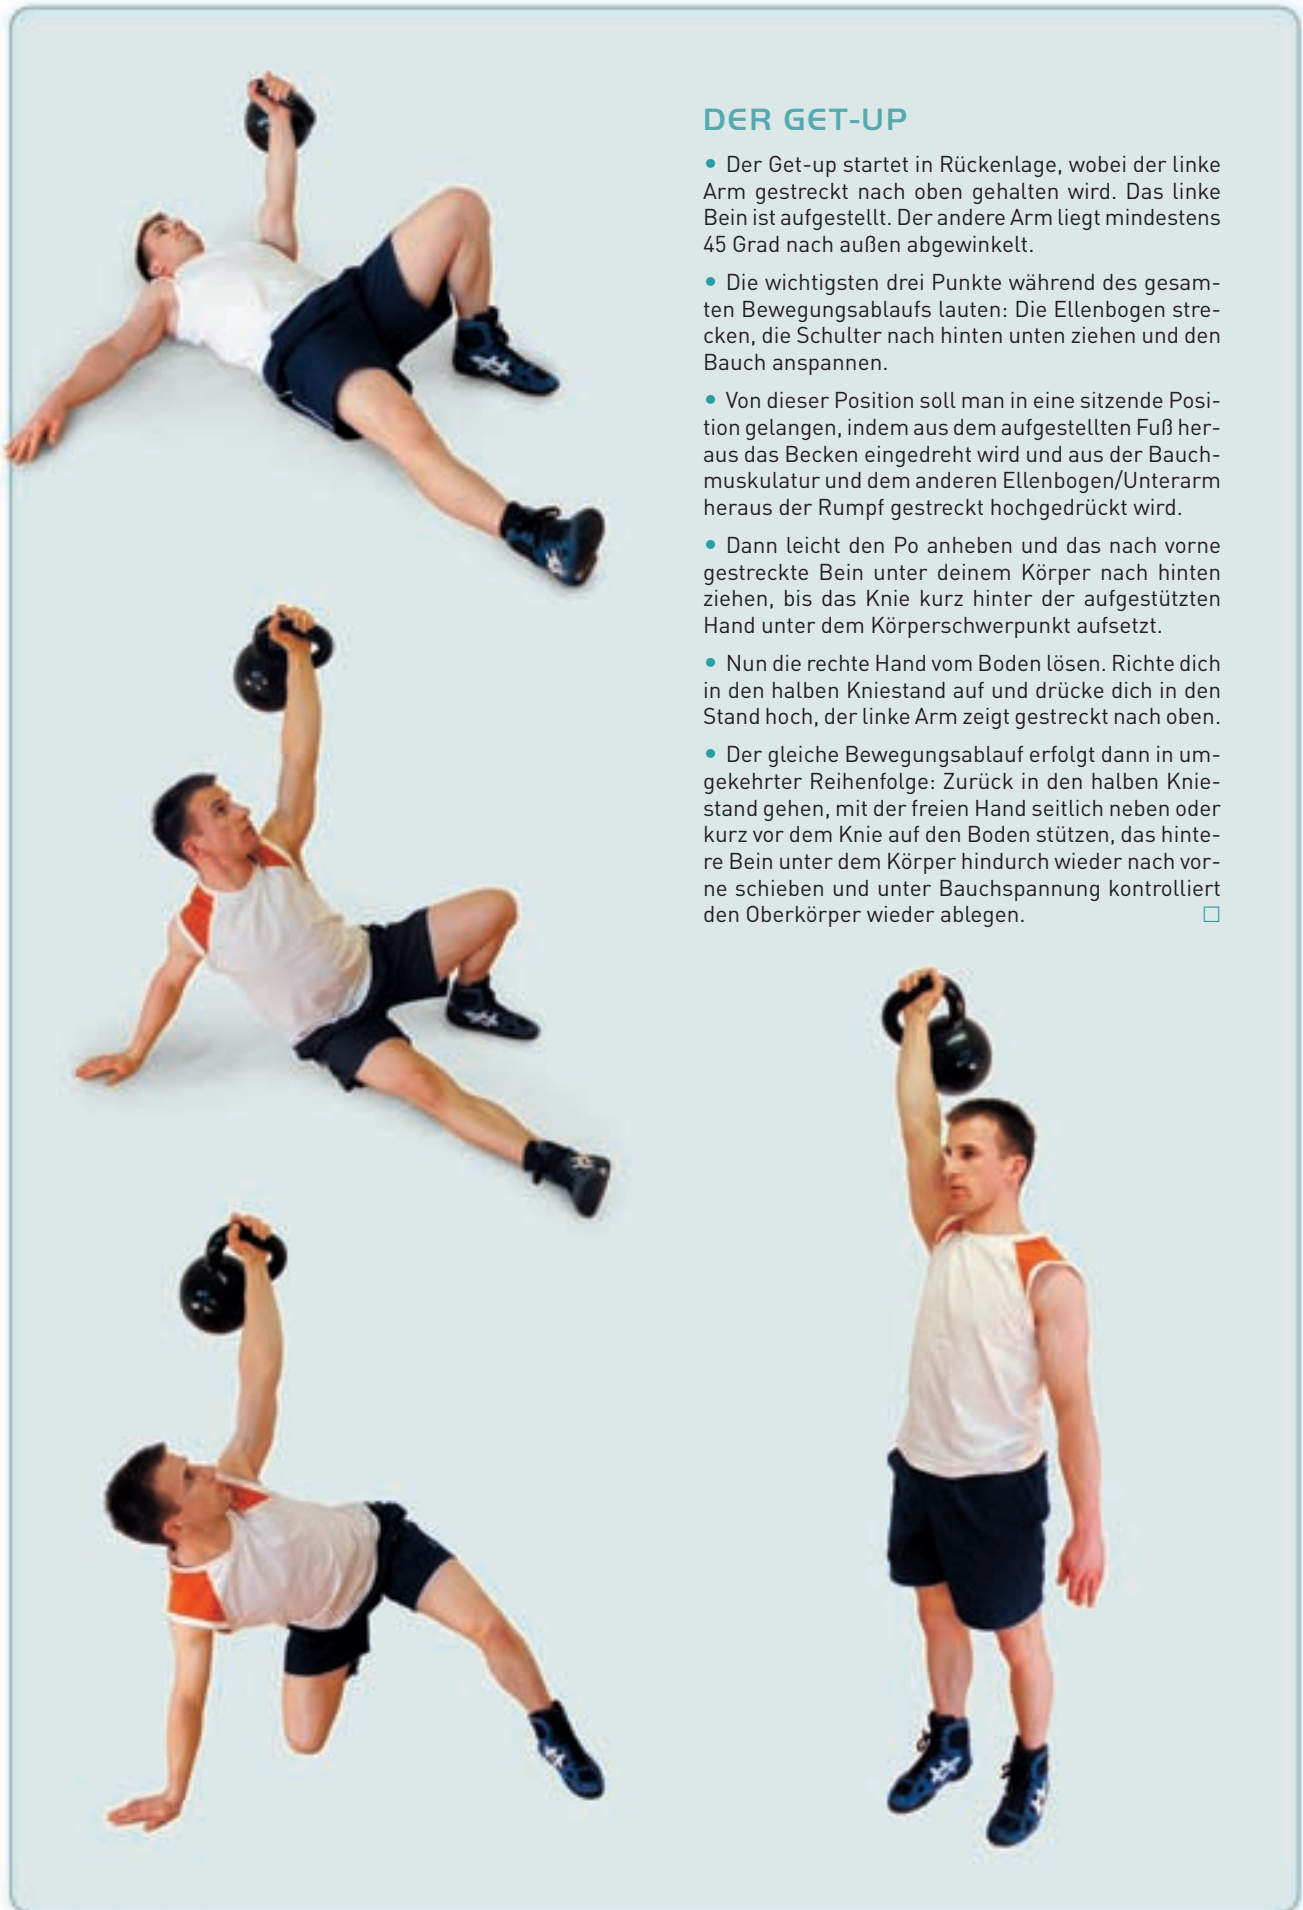 DER GET-UP
• Der Get-up startet in Rückenlage, wobei der linke
Arm gestreckt nach oben gehalten wird. Das linke
Bein ist aufgestellt. Der andere Arm liegt mindestens
45 Grad nach außen abgewinkelt.
• Die wichtigsten drei Punkte während des gesam-
ten Bewegungsablaufs lauten: Die Ellenbogen stre-
cken, die Schulter nach hinten unten ziehen und den
Bauch anspannen.
• Von dieser Position soll man in eine sitzende Posi-
tion gelangen, indem aus dem aufgestellten Fuß her-
aus das Becken eingedreht wird und aus der Bauch-
muskulatur und dem anderen Ellenbogen/Unterarm
heraus der Rumpf gestreckt hochgedrückt wird.
• Dann leicht den Po anheben und das nach vorne
gestreckte Bein unter deinem Körper nach hinten
ziehen, bis das Knie kurz hinter der aufgestützten
Hand unter dem Körperschwerpunkt aufsetzt.
• Nun die rechte Hand vom Boden lösen. Richte dich
in den halben Kniestand auf und drücke dich in den
Stand hoch, der linke Arm zeigt gestreckt nach oben.
• Der gleiche Bewegungsablauf erfolgt dann in um-
gekehrter Reihenfolge: Zurück in den halben Knie-
stand gehen, mit der freien Hand seitlich neben oder
kurz vor dem Knie auf den Boden stützen, das hinte-
re Bein unter dem Körper hindurch wieder nach vor-
ne schieben und unter Bauchspannung kontrolliert
den Oberkörper wieder ablegen. □